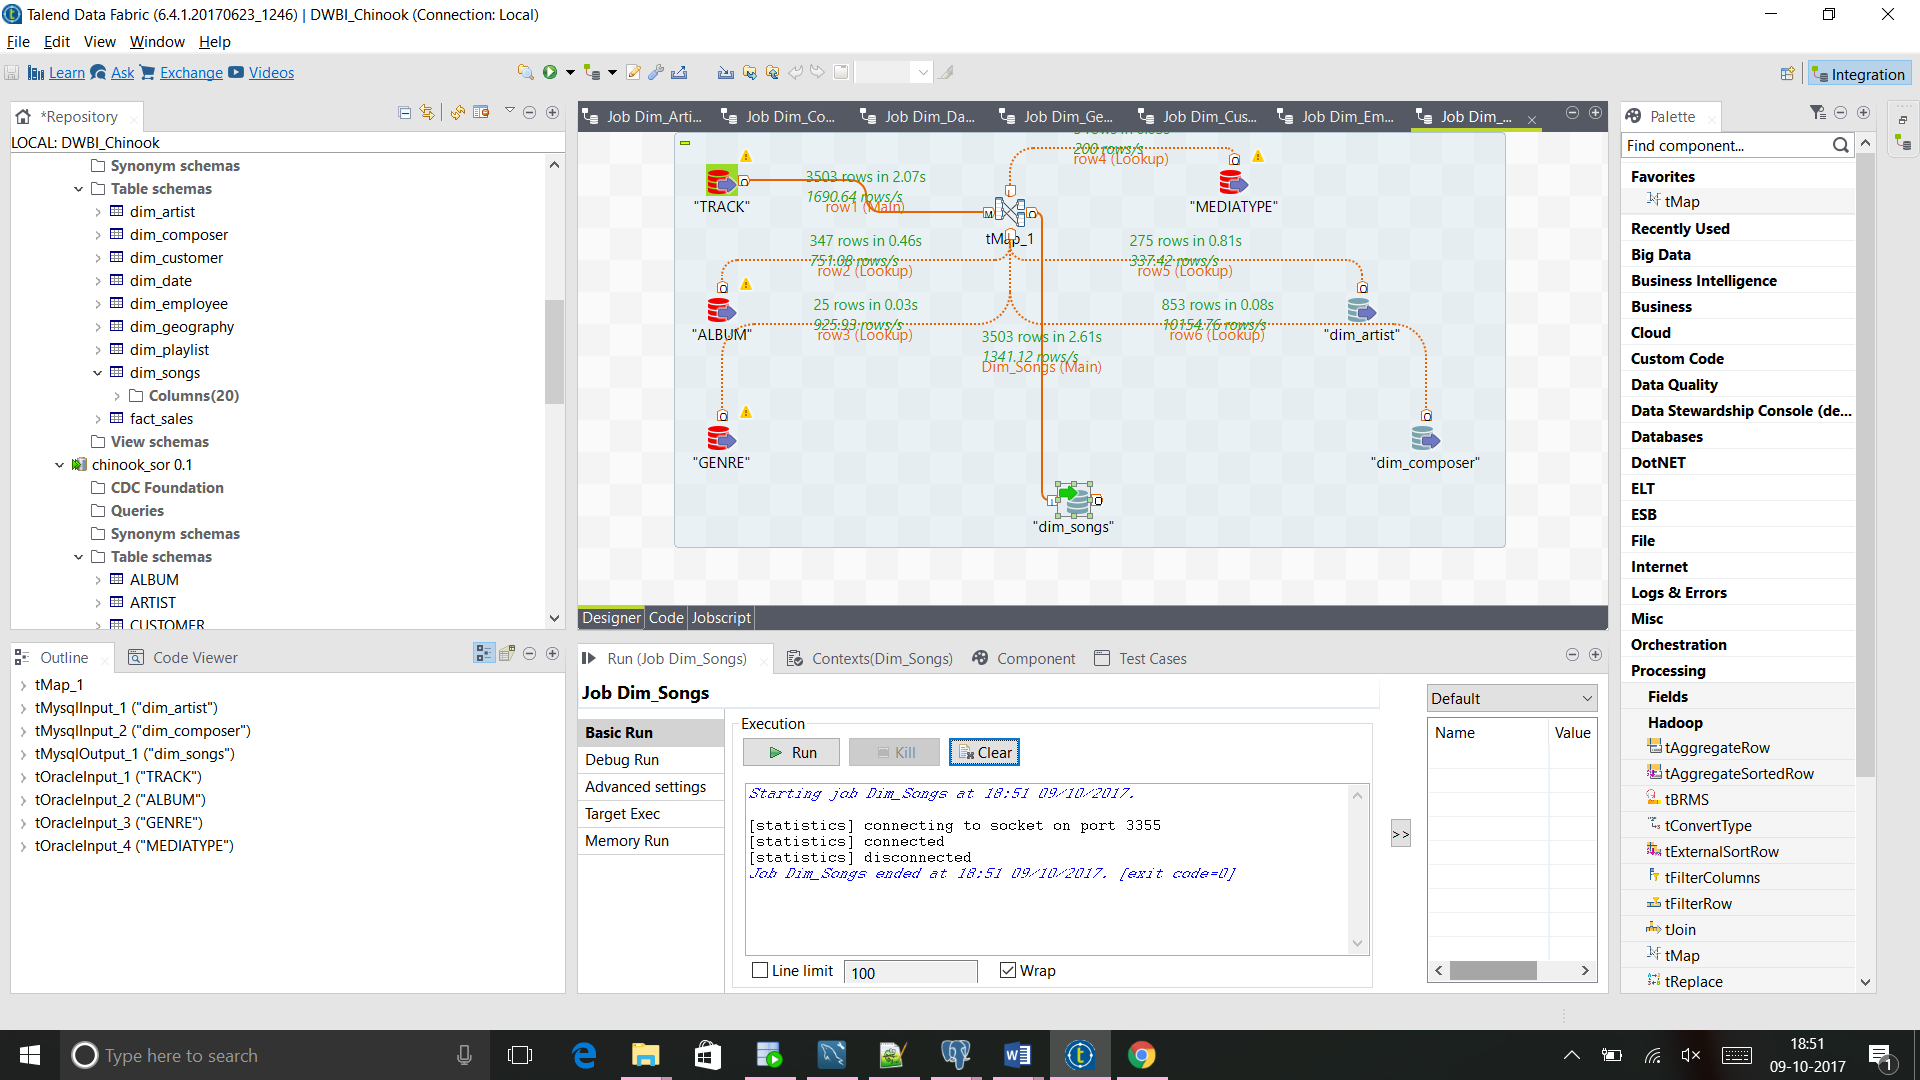 Talend Data Fabric (6.4.1.20170623_1246) | DWBI_Chinook (Connection: Local)
File Edit View Window Help
Learn Ask Exchange Videos
Integration
*Repository
LOCAL: DWBI_Chinook
Synonym schemas
Table schemas
dim_artist
dim_composer
dim_customer
dim_date
dim_employee
dim_geography
dim_playlist
dim_songs
Columns(20)
fact_sales
View schemas
chinook_sor 0.1
CDC Foundation
Queries
Synonym schemas
Table schemas
ALBUM
ARTIST
CUSTOMER
Outline
Code Viewer
tMap_1
tMysqlInput_1 ("dim_artist")
tMysqlInput_2 ("dim_composer")
tMysqlOutput_1 ("dim_songs")
tOracleInput_1 ("TRACK")
tOracleInput_2 ("ALBUM")
tOracleInput_3 ("GENRE")
tOracleInput_4 ("MEDIATYPE")
Job Dim_Arti...
Job Dim_Co...
Job Dim_Da...
Job Dim_Ge...
Job Dim_Cus...
Job Dim_Em...
*Job Dim_...
200 rows/s
row4 (Lookup)
"TRACK"
3503 rows in 2.07s
1690.64 rows/s
row1 (Main)
"MEDIATYPE"
tMap_1
347 rows in 0.46s
751.08 rows/s
row2 (Lookup)
275 rows in 0.81s
337.42 rows/s
row5 (Lookup)
"ALBUM"
25 rows in 0.03s
925.93 rows/s
row3 (Lookup)
853 rows in 0.08s
10154.76 rows/s
row6 (Lookup)
"dim_artist"
3503 rows in 2.61s
1341.12 rows/s
Dim_Songs (Main)
"GENRE"
"dim_composer"
"dim_songs"
Designer Code Jobscript
Run (Job Dim_Songs)
Contexts(Dim_Songs)
Component
Test Cases
Job Dim_Songs
Basic Run
Debug Run
Advanced settings
Target Exec
Memory Run
Execution
Run
Kill
Clear
Starting job Dim_Songs at 18:51 09/10/2017.
[statistics] connecting to socket on port 3355
[statistics] connected
[statistics] disconnected
Job Dim_Songs ended at 18:51 09/10/2017. [exit code=0]
Line limit
100
Wrap
>>
Default
Name Value
Palette
Find component...
Favorites
tMap
Recently Used
Big Data
Business Intelligence
Business
Cloud
Custom Code
Data Quality
Data Stewardship Console (de...
Databases
DotNET
ELT
ESB
File
Internet
Logs & Errors
Misc
Orchestration
Processing
Fields
Hadoop
tAggregateRow
tAggregateSortedRow
tBRMS
tConvertType
tExternalSortRow
tFilterColumns
tFilterRow
tJoin
tMap
tReplace
Type here to search
18:51
09-10-2017
1